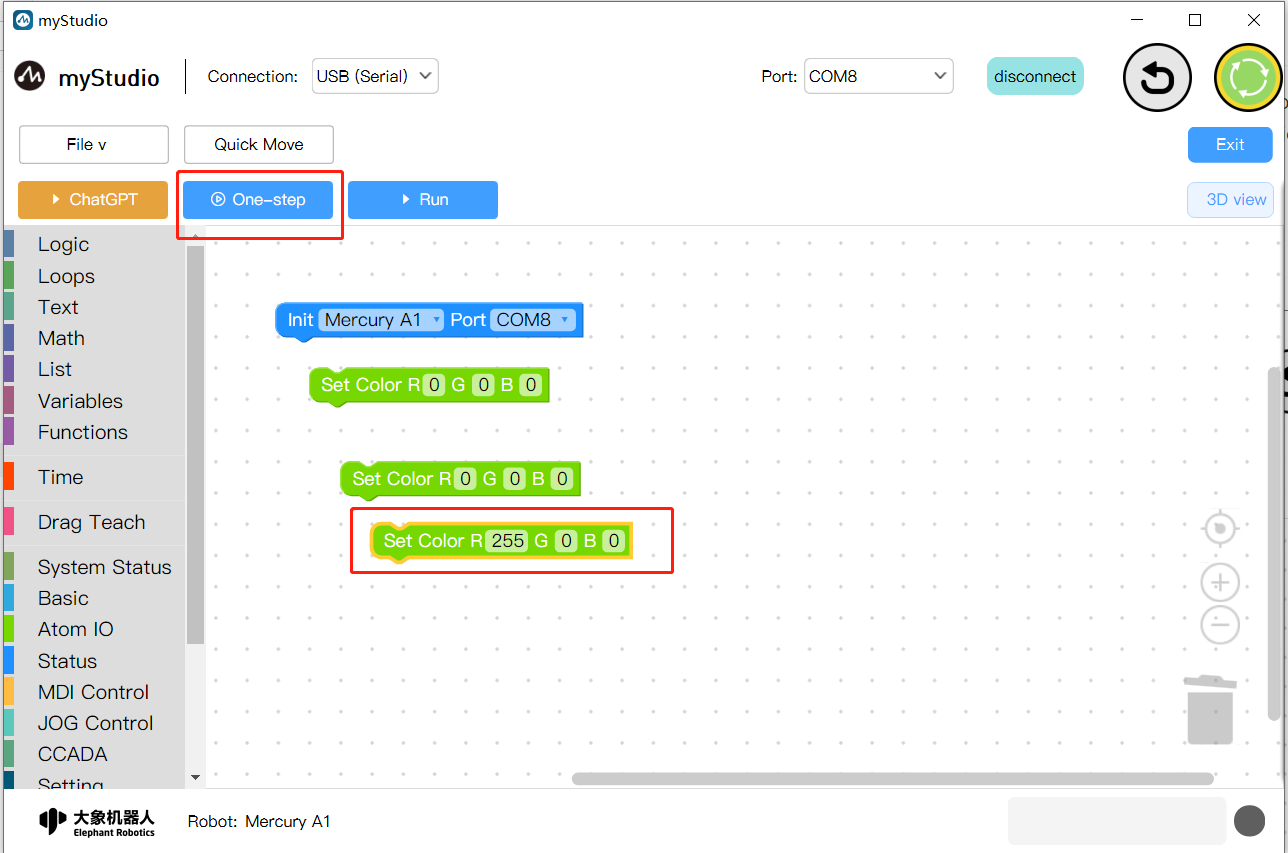 myStudio
myStudio
Connection: USB (Serial)
Port: COM8
disconnect
File v
Quick Move
Exit
ChatGPT
One-step
Run
3D view
Logic
Loops
Text
Math
List
Variables
Functions
Time
Drag Teach
System Status
Basic
Atom IO
Status
MDI Control
JOG Control
CCADA
Setting
Init Mercury A1 Port COM8
Set Color R 0 G 0 B 0
Set Color R 0 G 0 B 0
Set Color R 255 G 0 B 0
大象机器人
Elephant Robotics
Robot: Mercury A1